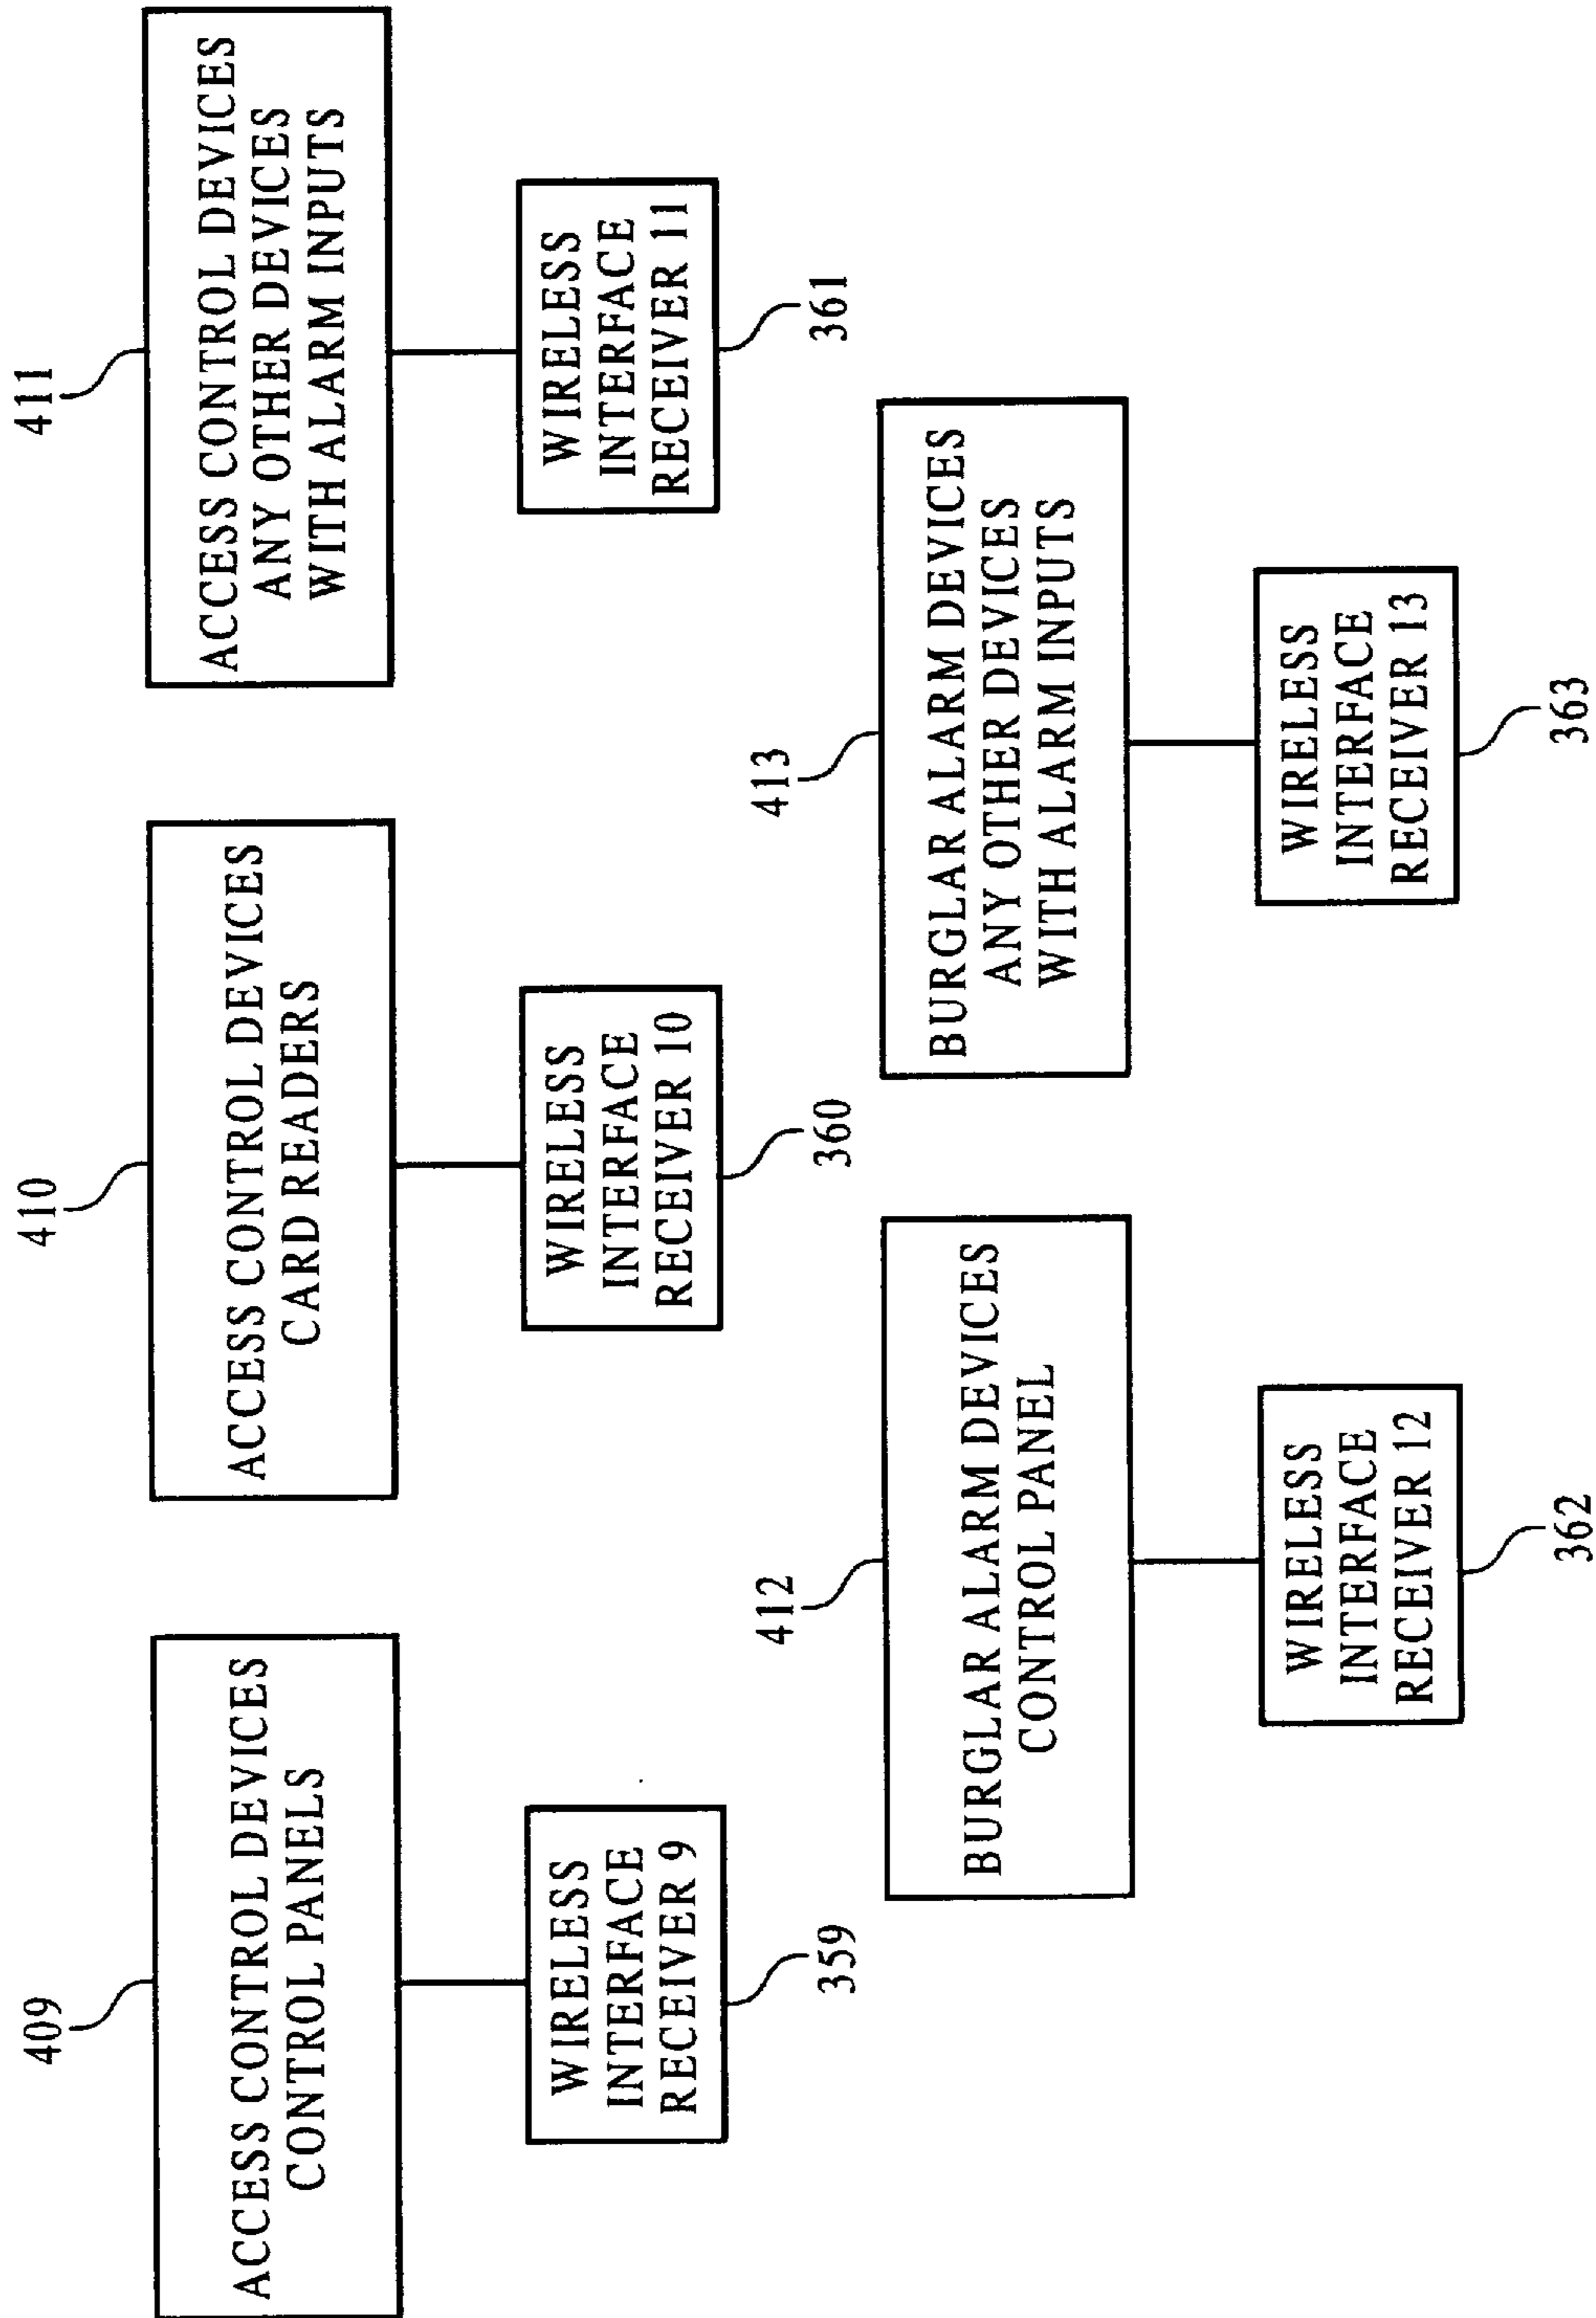 409
ACCESS CONTROL DEVICES
CONTROL PANELS
WIRELESS
INTERFACE
RECEIVER 9
359
410
ACCESS CONTROL DEVICES
CARD READERS
WIRELESS
INTERFACE
RECEIVER 10
360
411
ACCESS CONTROL DEVICES
ANY OTHER DEVICES
WITH ALARM INPUTS
WIRELESS
INTERFACE
RECEIVER 11
361
412
BURGLAR ALARM DEVICES
CONTROL PANEL
WIRELESS
INTERFACE
RECEIVER 12
362
413
BURGLAR ALARM DEVICES
ANY OTHER DEVICES
WITH ALARM INPUTS
WIRELESS
INTERFACE
RECEIVER 13
363